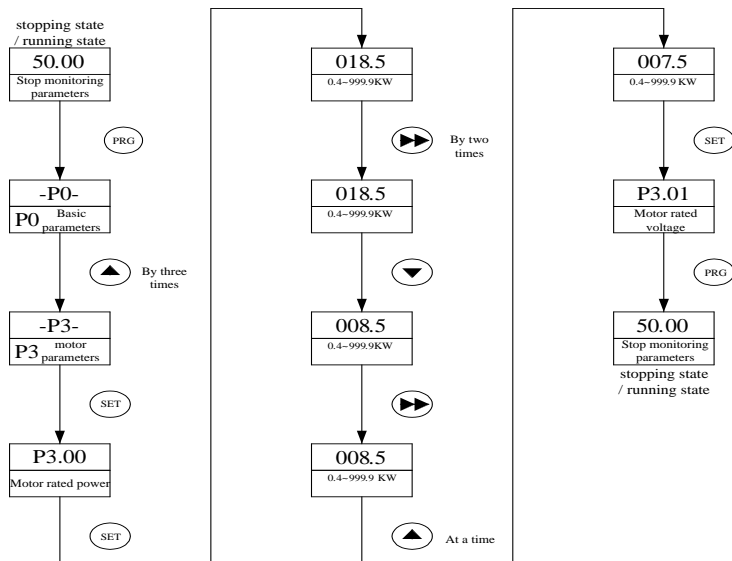 stopping state
/ running state
50.00
Stop monitoring
parameters
PRG
-P0-
P0 Basic
parameters
By three
times
-P3-
P3 motor
parameters
SET
P3.00
Motor rated power
SET
018.5
0.4~999.9KW
By two
times
018.5
0.4~999.9KW
008.5
0.4~999.9KW
008.5
0.4~999.9 KW
At a time
007.5
0.4~999.9 KW
SET
P3.01
Motor rated
voltage
PRG
50.00
Stop monitoring
parameters
stopping state
/ running state